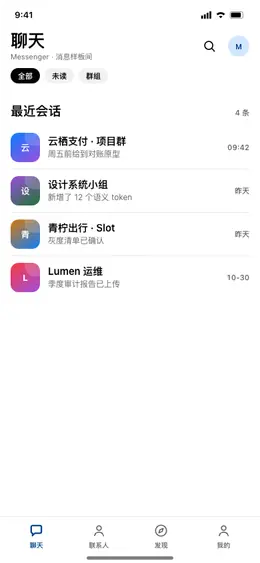 9:41
聊天
Messenger · 消息样板间
M
全部 未读 群组
最近会话 4 条
云 云栖支付 · 项目群 09:42
周五前给到对账原型
设 设计系统小组 昨天
新增了 12 个语义 token
青 青柠出行 · Slot 昨天
灰度清单已确认
L Lumen 运维 10-30
季度审计报告已上传
聊天 联系人 发现 我的